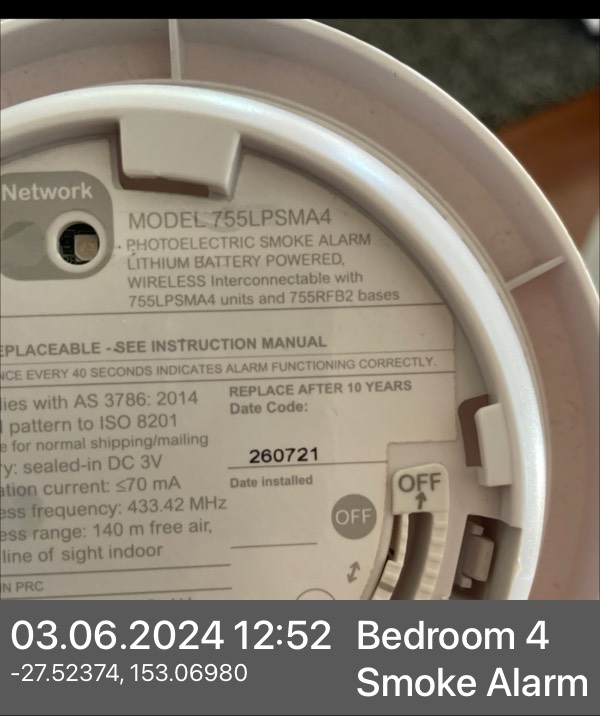 Network
MODEL 755LPSMA4
PHOTOELECTRIC SMOKE ALARM
LITHIUM BATTERY POWERED,
WIRELESS Interconnectable with
755LPSMA4 units and 755RFB2 bases
EPLACEABLE - SEE INSTRUCTION MANUAL
NCE EVERY 40 SECONDS INDICATES ALARM FUNCTIONING CORRECTLY.
lies with AS 3786: 2014
l pattern to ISO 8201
e for normal shipping/mailing
ry: sealed-in DC 3V
ation current: ≤70 mA
ess frequency: 433.42 MHz
ess range: 140 m free air,
line of sight indoor
IN PRC
REPLACE AFTER 10 YEARS
Date Code:
260721
Date installed
OFF
OFF
03.06.2024 12:52
-27.52374, 153.06980
Bedroom 4
Smoke Alarm